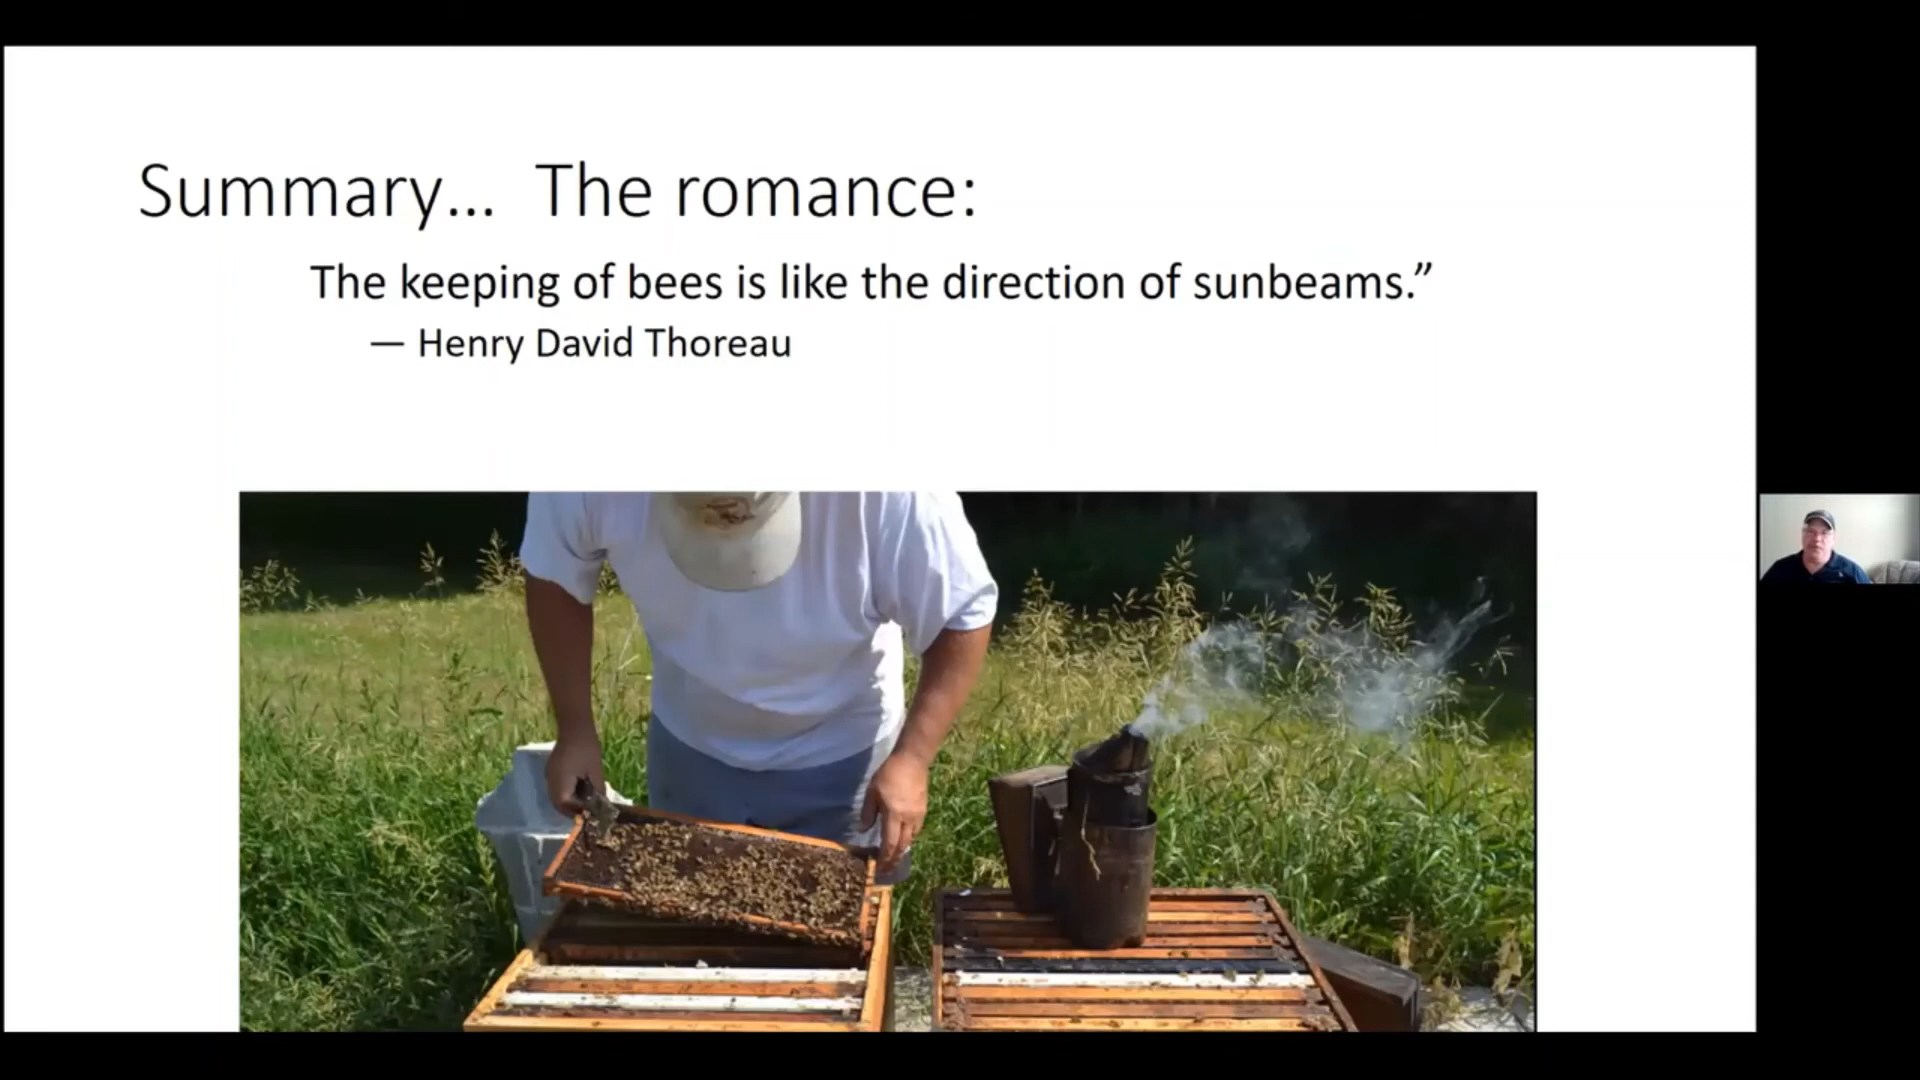 Summary... The romance:
The keeping of bees is like the direction of sunbeams.”
— Henry David Thoreau